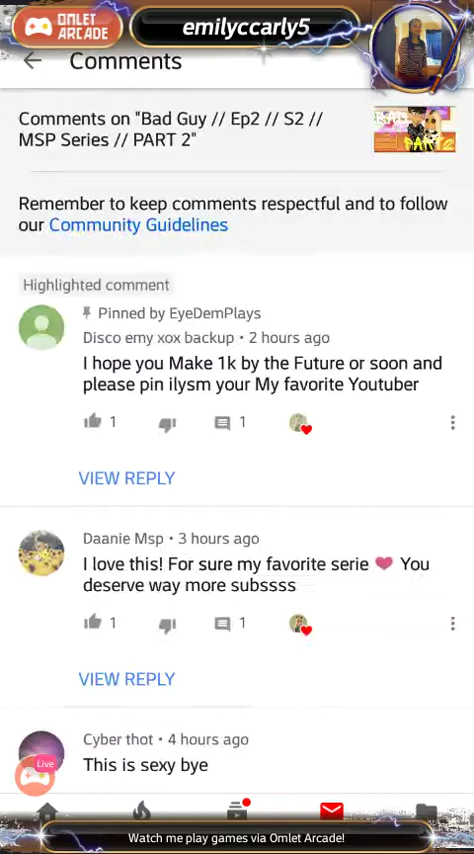 OMLET
ARCADE
emilyccarly5
Comments
Comments on "Bad Guy // Ep2 // S2 //
MSP Series // PART 2"
PART2
Remember to keep comments respectful and to follow
our Community Guidelines
Highlighted comment
Pinned by EyeDemPlays
Disco emy xox backup • 2 hours ago
I hope you Make 1k by the Future or soon and
please pin ilysm your My favorite Youtuber
1 1
VIEW REPLY
Daanie Msp • 3 hours ago
I love this! For sure my favorite serie ❤ You
deserve way more subssss
1 1
VIEW REPLY
Cyber thot • 4 hours ago
Live
This is sexy bye
Watch me play games via Omlet Arcade!